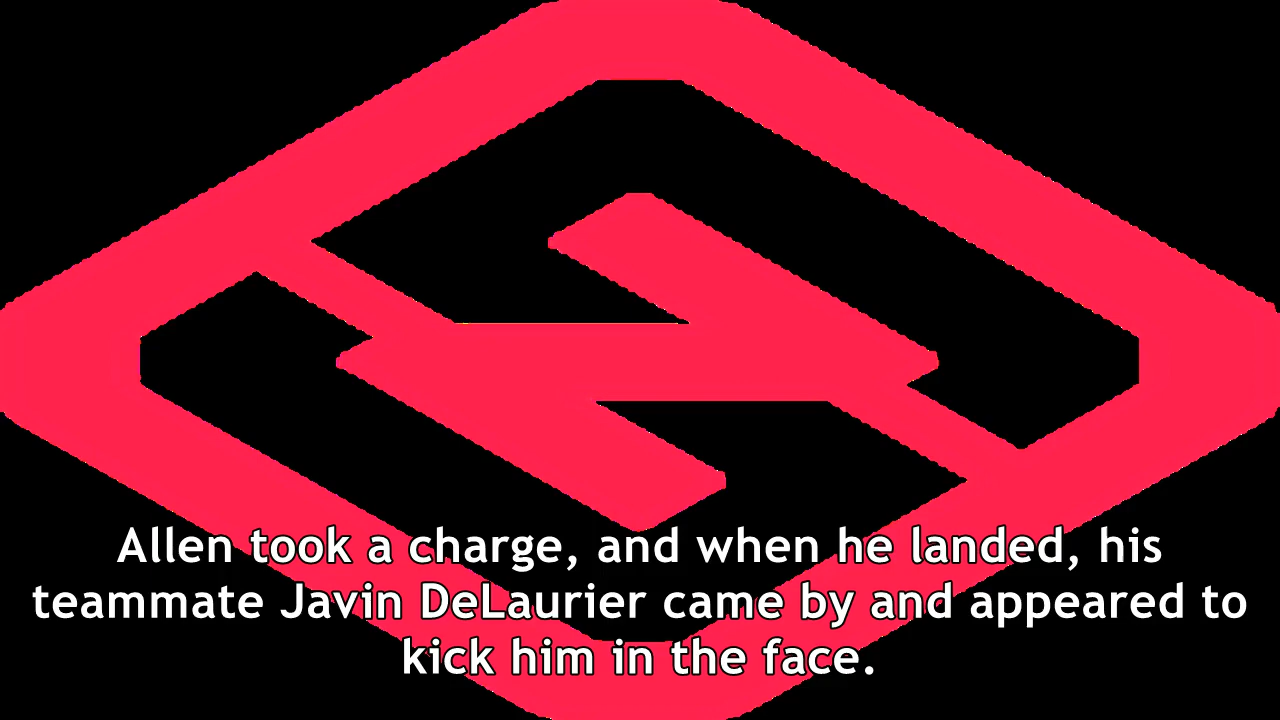 Allen took a charge, and when he landed, his
teammate Javin DeLaurier came by and appeared to
kick him in the face.